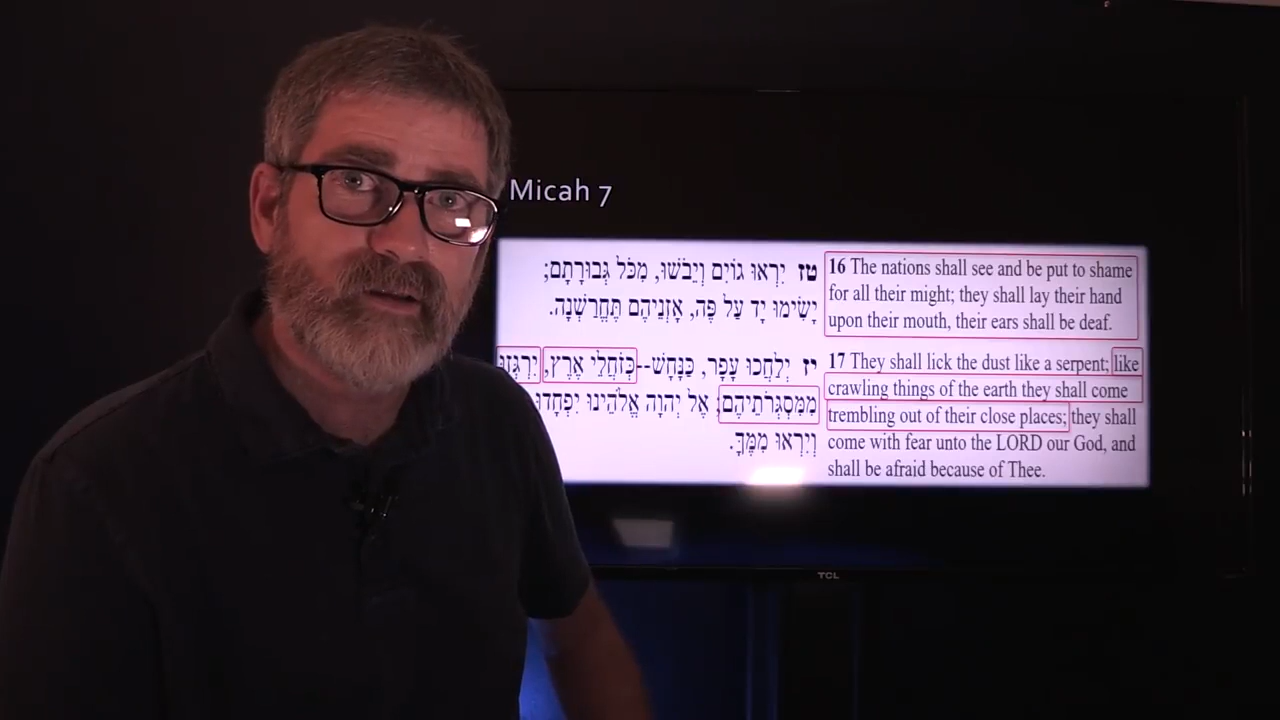 Micah 7
טז יִרְאוּ גוֹיִם וְיֵבֹשׁוּ, מִכֹּל גְּבוּרָתָם;
יָשִׂימוּ יָד עַל פֶּה, אָזְנֵיהֶם תֶּחֱרַשְׁנָה.
16 The nations shall see and be put to shame
for all their might; they shall lay their hand
upon their mouth, their ears shall be deaf.
יז יְלַחֲכוּ עָפָר, כַּנָּחָשׁ--כְּזֹחֲלֵי אֶרֶץ, יִרְגְּזוּ
מִמִּסְגְּרֹתֵיהֶם; אֶל יְהוָה אֱלֹהֵינוּ יִפְחָדוּ
וְיִרְאוּ מִמֶּךָּ.
17 They shall lick the dust like a serpent; like
crawling things of the earth they shall come
trembling out of their close places; they shall
come with fear unto the LORD our God, and
shall be afraid because of Thee.
TCL